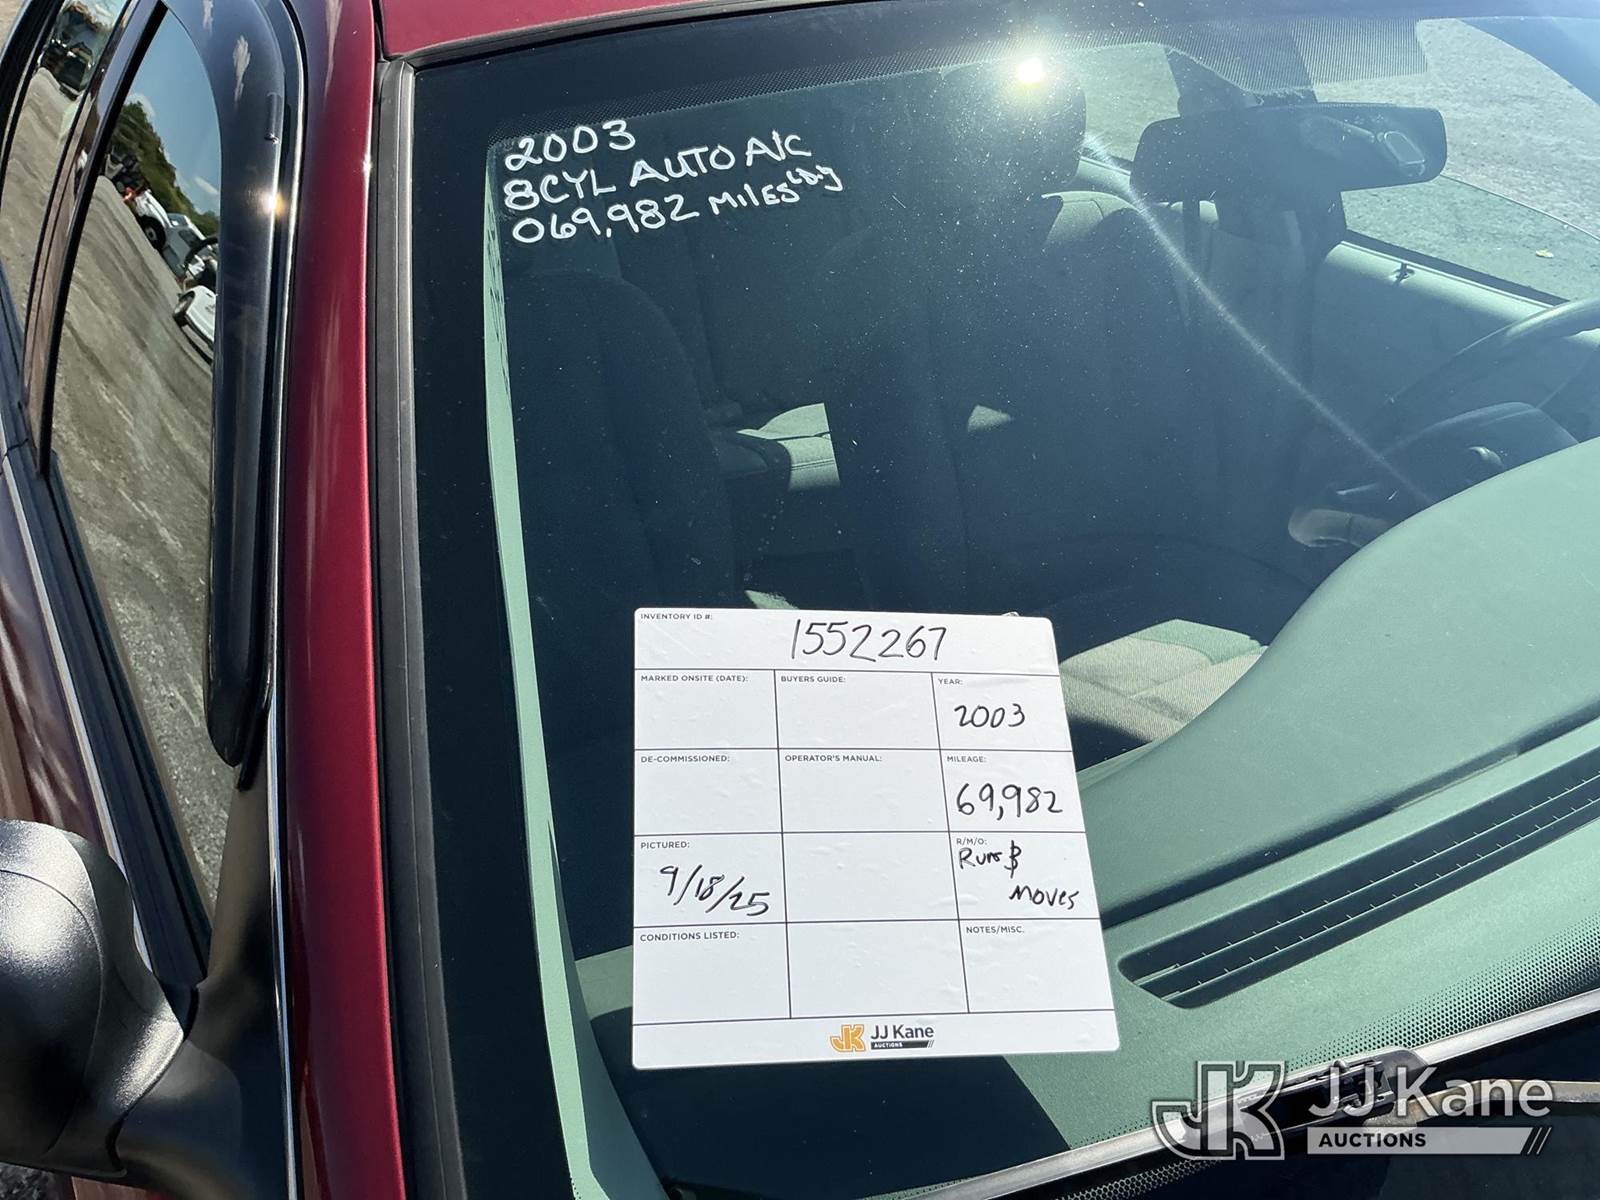 2003
8CYL AUTO A/C
069,982 MILES
INVENTORY ID #:
1552267
MARKED ONSITE (DATE):
BUYERS GUIDE:
YEAR:
2003
DE-COMMISSIONED:
OPERATOR'S MANUAL:
MILEAGE:
69,982
PICTURED:
9/18/25
R/M/O:
Runs &
Moves
CONDITIONS LISTED:
NOTES/MISC.
JK JJ Kane
AUCTIONS
JK JJ Kane
AUCTIONS